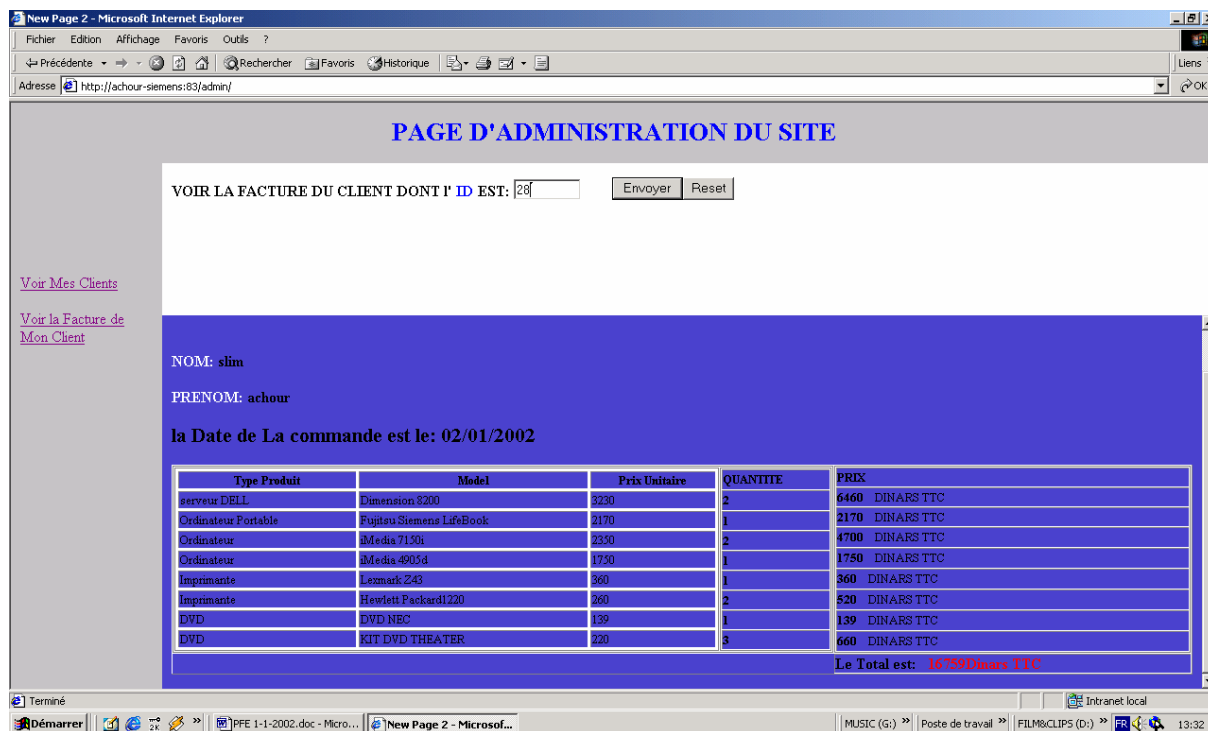 New Page 2 - Microsoft Internet Explorer
Fichier Edition Affichage Favoris Outils ?
Précédente Rechercher Favoris Historique Liens
Adresse http://achour-siemens:83/admin/ OK
PAGE D'ADMINISTRATION DU SITE
VOIR LA FACTURE DU CLIENT DONT l' ID EST: 28 Envoyer Reset
Voir Mes Clients
Voir la Facture de
Mon Client
NOM: slim
PRENOM: achour
la Date de La commande est le: 02/01/2002
Type Produit Model Prix Unitaire QUANTITE PRIX
serveur DELL Dimension 8200 3230 2 6460 DINARS TTC
Ordinateur Portable Fujitsu Siemens LifeBook 2170 1 2170 DINARS TTC
Ordinateur iMedia 7150i 2350 2 4700 DINARS TTC
Ordinateur iMedia 4905d 1750 1 1750 DINARS TTC
Imprimante Lexmark Z43 360 1 360 DINARS TTC
Imprimante Hewlett Packard1220 260 2 520 DINARS TTC
DVD DVD NEC 139 1 139 DINARS TTC
DVD KIT DVD THEATER 220 3 660 DINARS TTC
Le Total est: 16759Dinars TTC
Terminé Intranet local
Démarrer PFE 1-1-2002.doc - Micro... New Page 2 - Microsof... MUSIC (G:) Poste de travail FILM&CLIPS (D:) FR 13:32